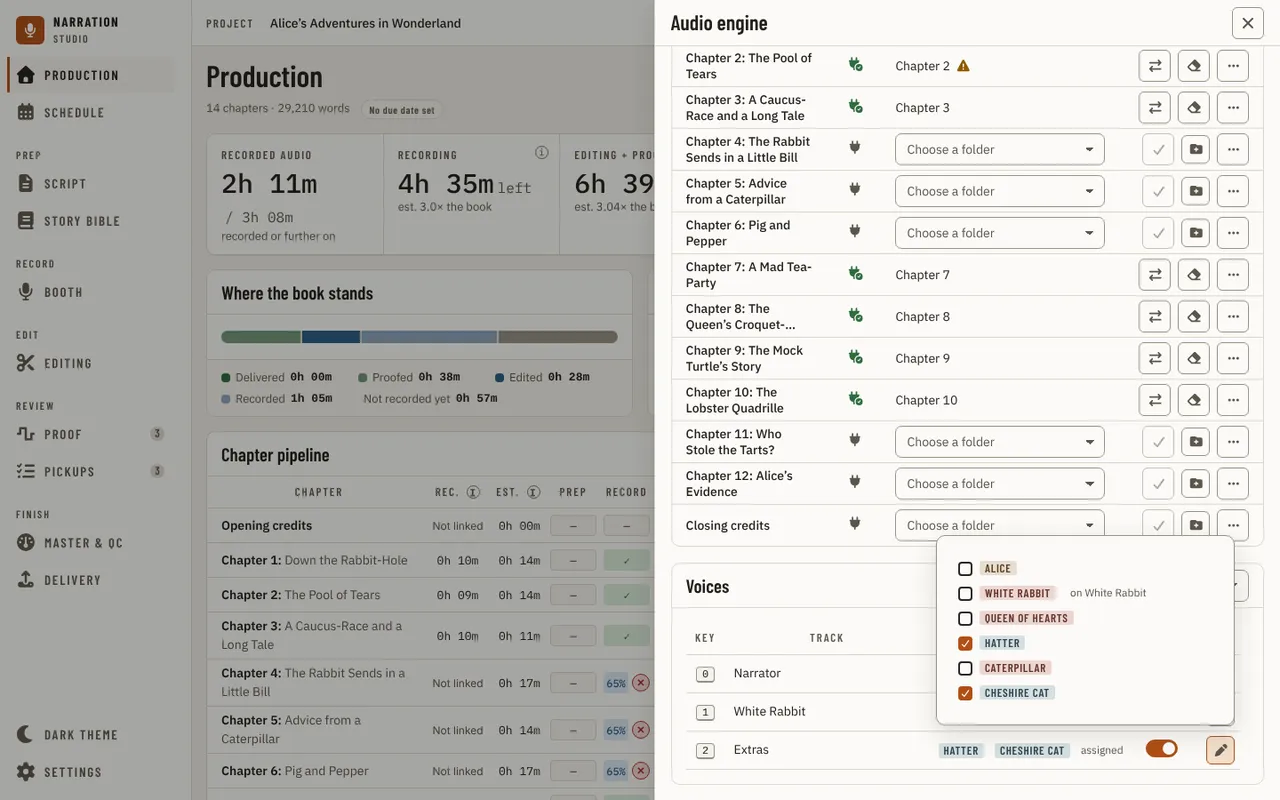 NARRATION
STUDIO
PRODUCTION
SCHEDULE
PREP
SCRIPT
STORY BIBLE
RECORD
BOOTH
EDIT
EDITING
REVIEW
PROOF 3
PICKUPS 3
FINISH
MASTER & QC
DELIVERY
DARK THEME
SETTINGS
PROJECT Alice's Adventures in Wonderland
Production
14 chapters · 29,210 words No due date set
RECORDED AUDIO
2h 11m
/ 3h 08m
recorded or further on
RECORDING
4h 35m left
est. 3.0× the book
EDITING + PRO
6h 39
est. 3.04× the b
Where the book stands
Delivered 0h 00m Proofed 0h 38m Edited 0h 28m
Recorded 1h 05m Not recorded yet 0h 57m
Chapter pipeline
CHAPTER REC. EST. PREP RECORD
Opening credits Not linked 0h 00m – –
Chapter 1: Down the Rabbit-Hole 0h 10m 0h 14m – ✓
Chapter 2: The Pool of Tears 0h 09m 0h 14m – ✓
Chapter 3: A Caucus-Race and a
Long Tale 0h 10m 0h 11m – ✓
Chapter 4: The Rabbit Sends in a
Little Bill Not linked 0h 17m – 65%
Chapter 5: Advice from a
Caterpillar Not linked 0h 14m – 65%
Chapter 6: Pig and Pepper Not linked 0h 17m – 65%
Audio engine
Chapter 2: The Pool of
Tears
Chapter 2
Chapter 3: A Caucus-
Race and a Long Tale
Chapter 3
Chapter 4: The Rabbit
Sends in a Little Bill
Choose a folder
Chapter 5: Advice
from a Caterpillar
Choose a folder
Chapter 6: Pig and
Pepper
Choose a folder
Chapter 7: A Mad Tea-
Party
Chapter 7
Chapter 8: The
Queen's Croquet-…
Chapter 8
Chapter 9: The Mock
Turtle's Story
Chapter 9
Chapter 10: The
Lobster Quadrille
Chapter 10
Chapter 11: Who
Stole the Tarts?
Choose a folder
Chapter 12: Alice's
Evidence
Choose a folder
Closing credits
Choose a folder
Voices
KEY TRACK
0 Narrator
1 White Rabbit
2 Extras HATTER CHESHIRE CAT assigned
ALICE
WHITE RABBIT on White Rabbit
QUEEN OF HEARTS
HATTER
CATERPILLAR
CHESHIRE CAT